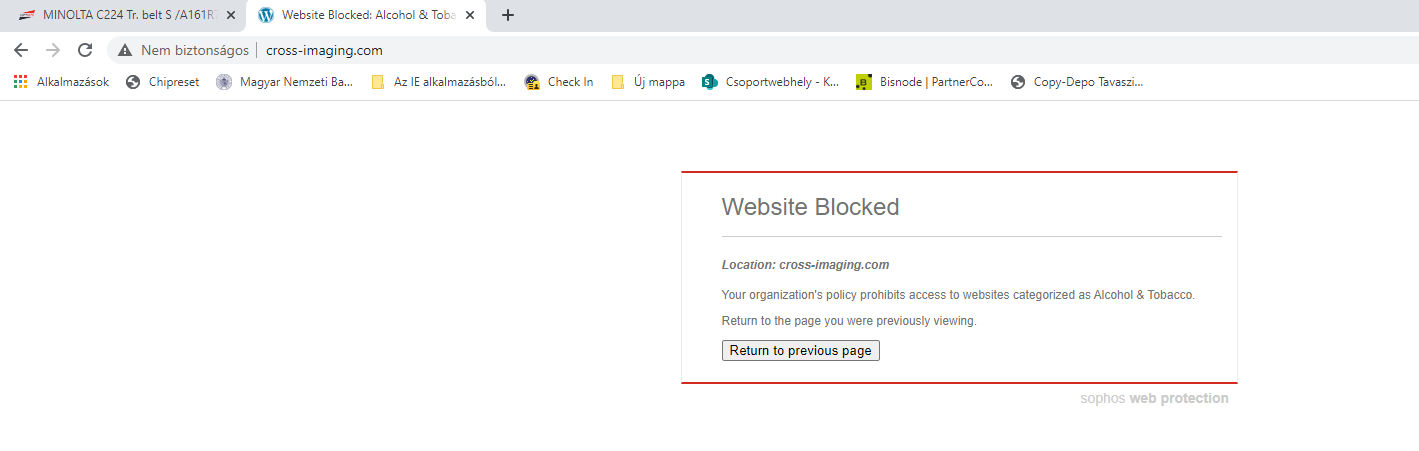 MINOLTA C224 Tr. belt S /A161R7
Website Blocked: Alcohol & Toba
Nem biztonságos cross-imaging.com
Alkalmazások Chipreset Magyar Nemzeti Ba... Az IE alkalmazásból... Check In Új mappa Csoportwebhely - K... Bisnode | PartnerCo... Copy-Depo Tavaszi...
Website Blocked
Location: cross-imaging.com
Your organization's policy prohibits access to websites categorized as Alcohol & Tobacco.
Return to the page you were previously viewing.
Return to previous page
sophos web protection